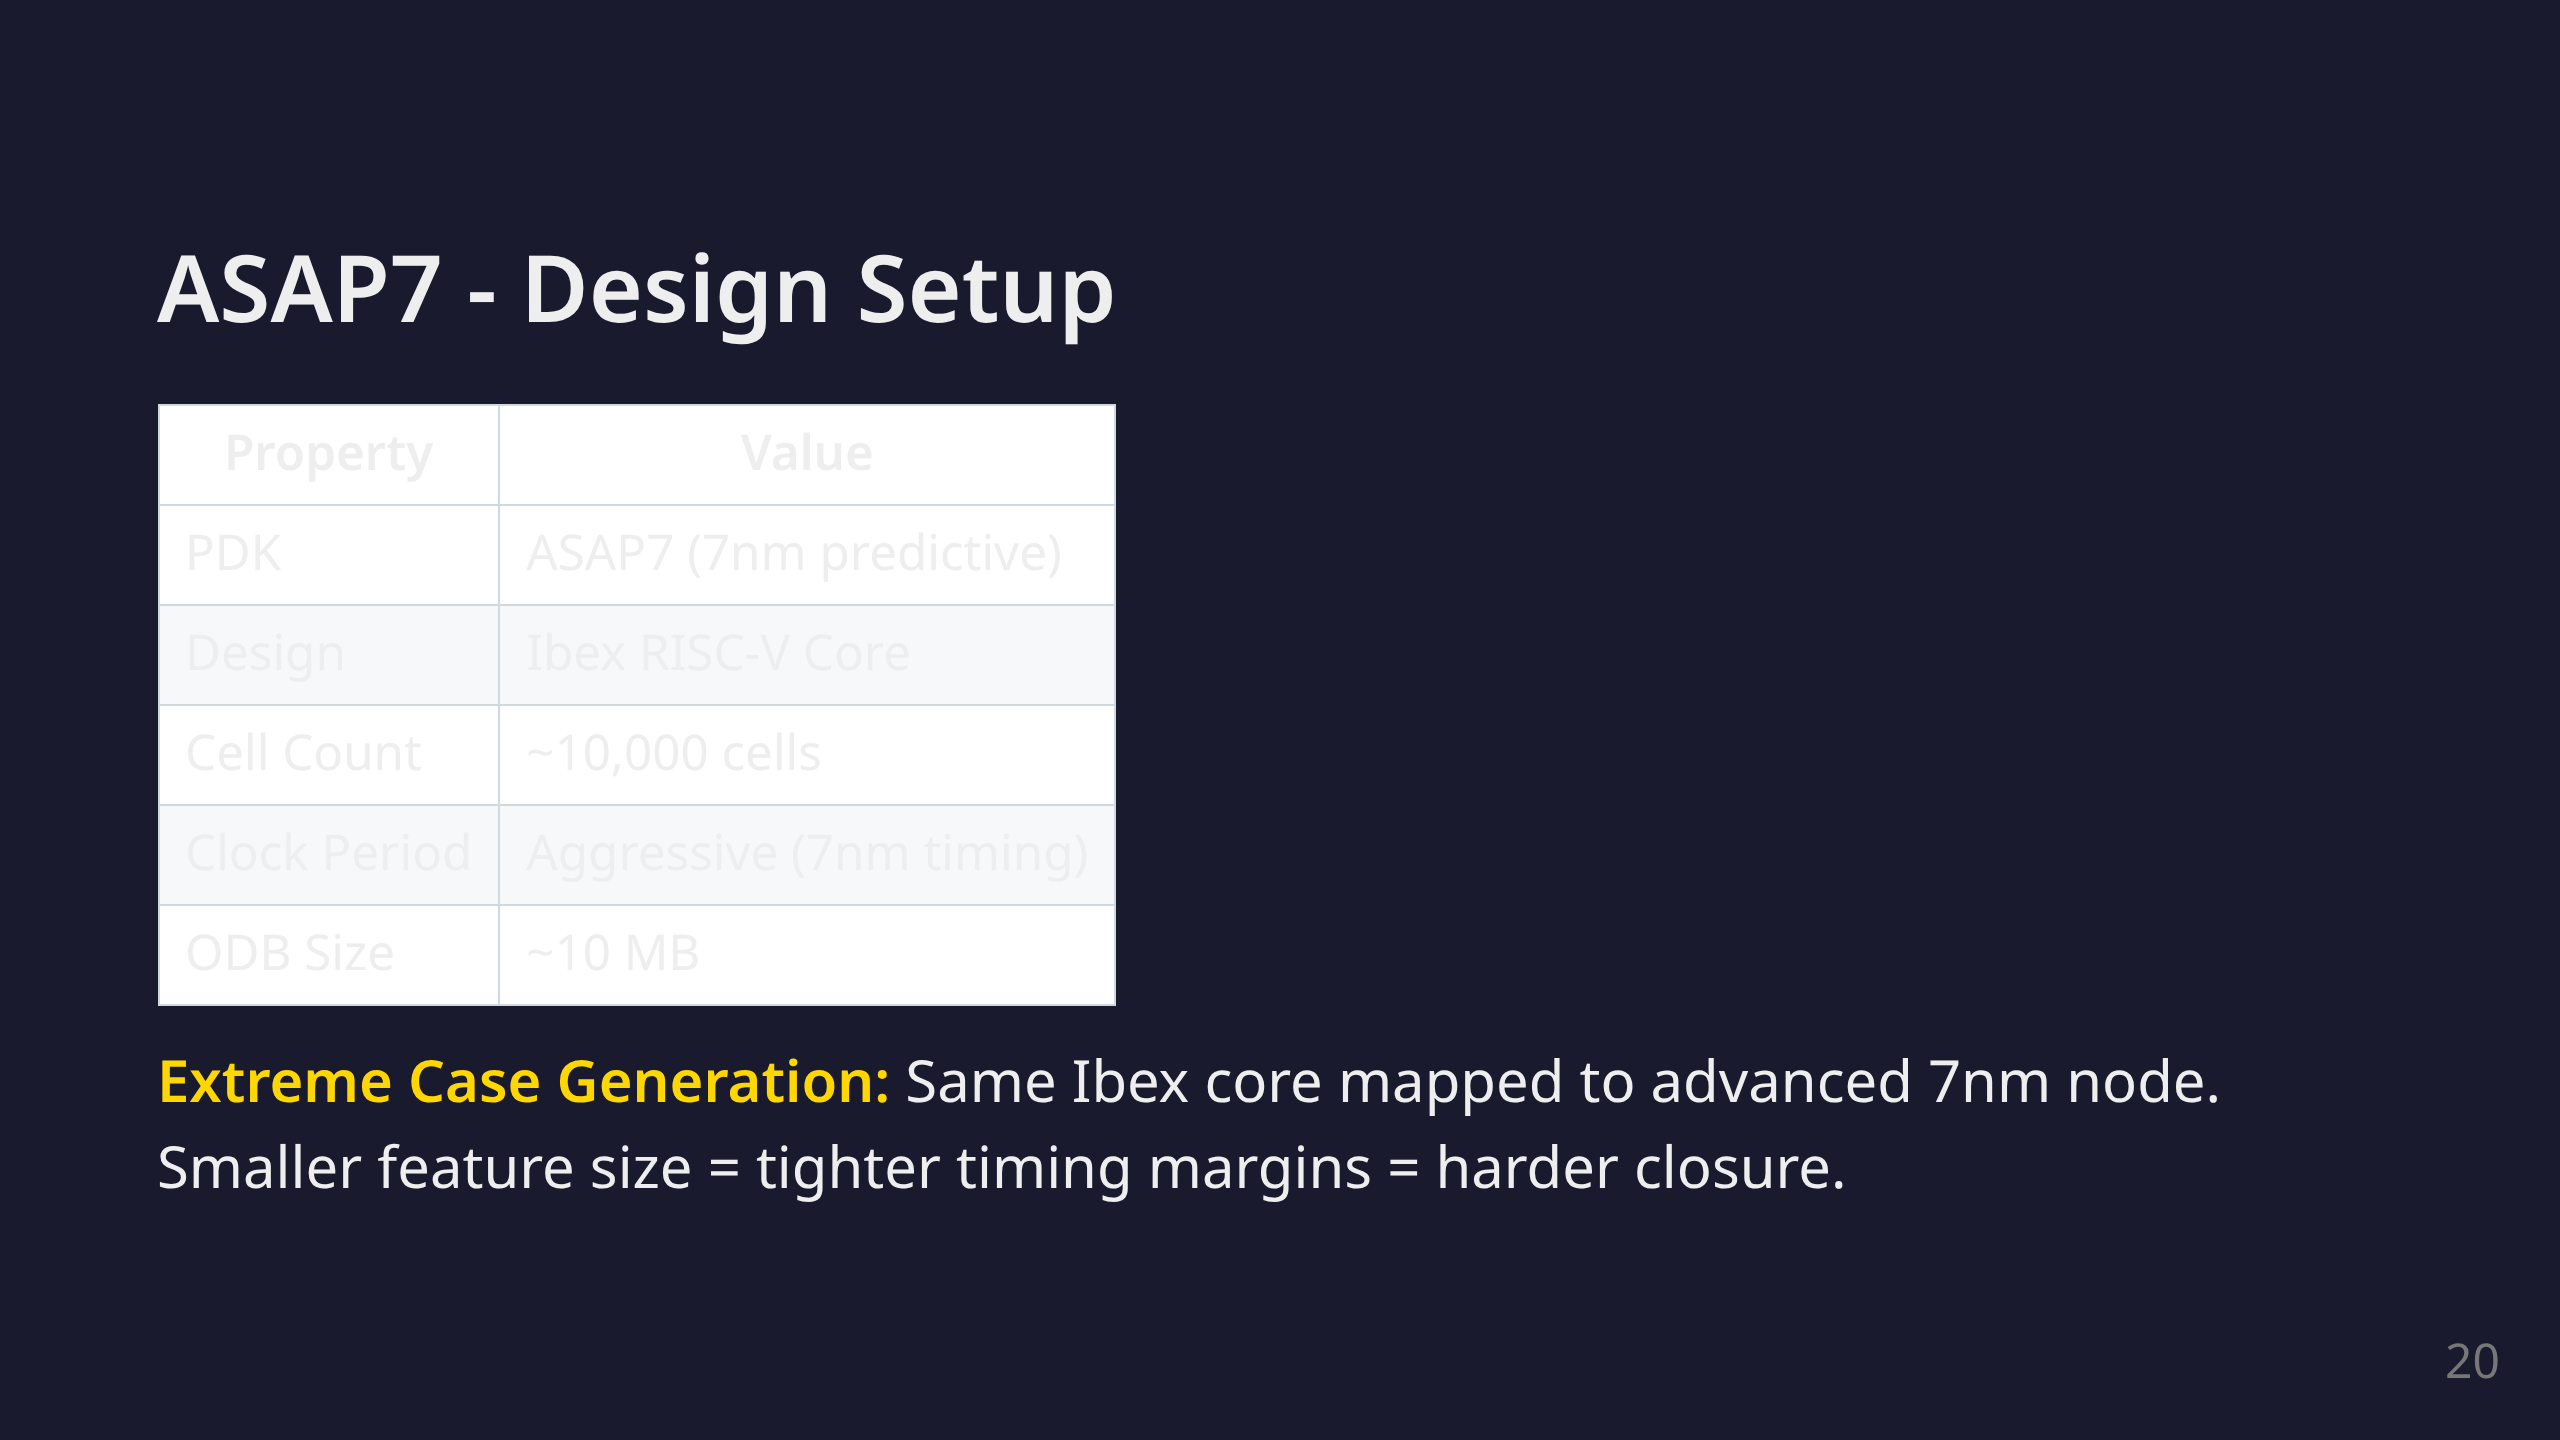 ASAP7 - Design Setup
Property Value
PDK ASAP7 (7nm predictive)
Design Ibex RISC-V Core
Cell Count ~10,000 cells
Clock Period Aggressive (7nm timing)
ODB Size ~10 MB
Extreme Case Generation: Same Ibex core mapped to advanced 7nm node.
Smaller feature size = tighter timing margins = harder closure.
20